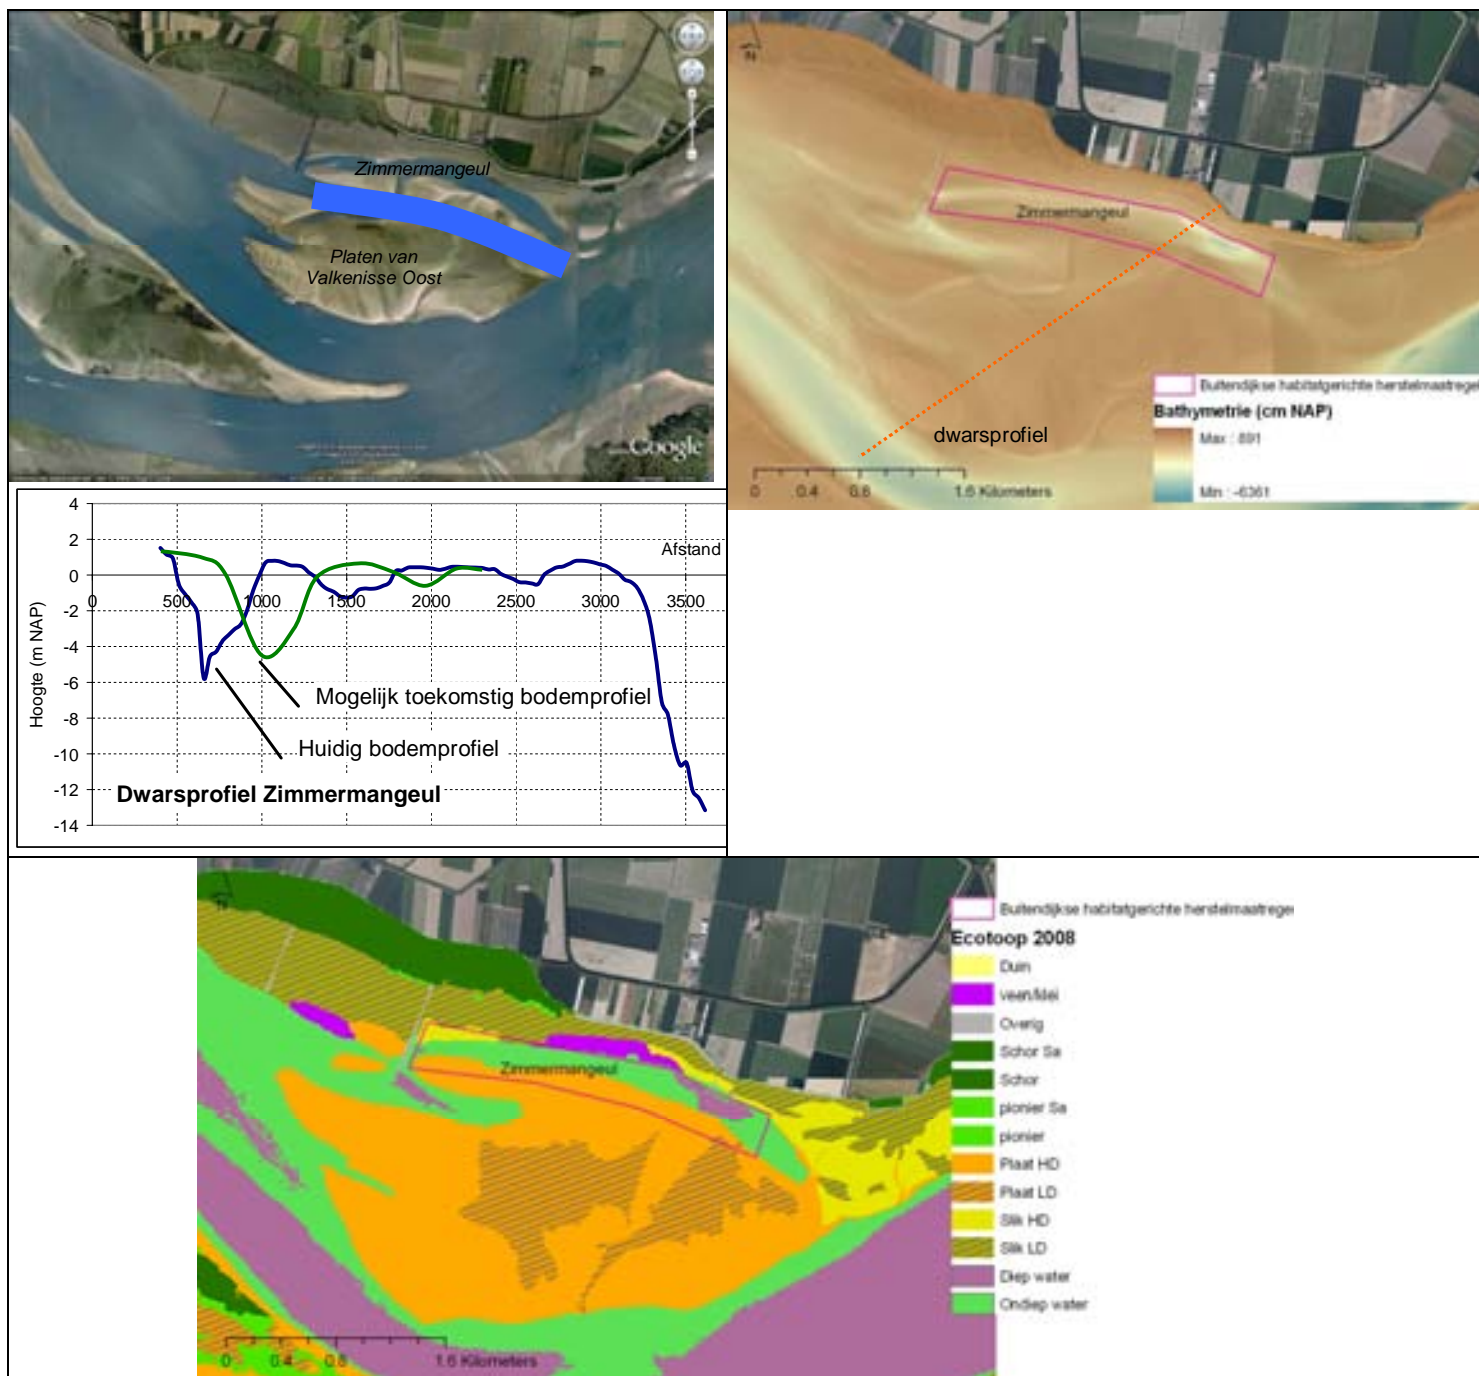 Zimmermangeul
Platen van
Valkenisse Oost
Google
N
Zimmermangeul
dwarsprofiel
Buitendijkse habitatgerichte herstelmaatregel
Bathymetrie (cm NAP)
Max : 891
Min : -6361
0 0.4 0.8 1.6 Kilometers
4
2
0
-2
-4
-6
-8
-10
-12
-14
Hoogte (m NAP)
0 500 1000 1500 2000 2500 3000 3500
Afstand
Mogelijk toekomstig bodemprofiel
Huidig bodemprofiel
Dwarsprofiel Zimmermangeul
N
Zimmermangeul
0 0.4 0.8 1.6 Kilometers
Buitendijkse habitatgerichte herstelmaatrege
Ecotoop 2008
Duin
veen/klei
Overig
Schor Sa
Schor
pionier Sa
pionier
Plaat HD
Plaat LD
Slik HD
Slik LD
Diep water
Ondiep water